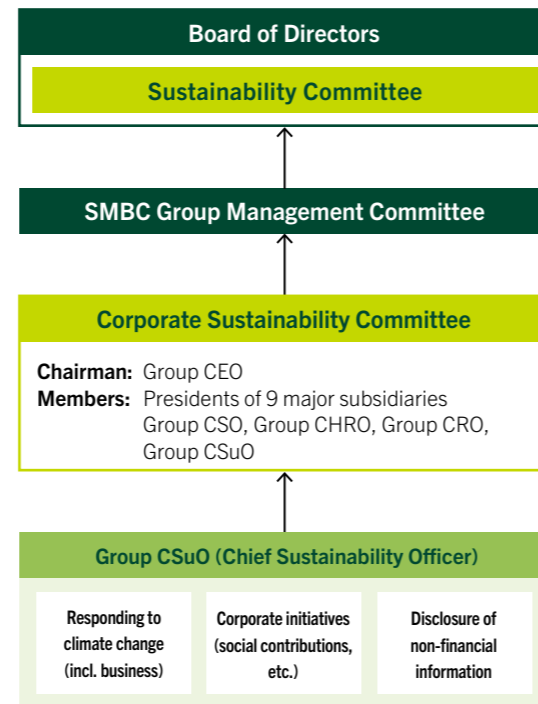 Board of Directors
Sustainability Committee
SMBC Group Management Committee
Corporate Sustainability Committee
Chairman: Group CEO
Members: Presidents of 9 major subsidiaries
Group CSO, Group CHRO, Group CRO,
Group CSuO
Group CSuO (Chief Sustainability Officer)
Responding to
climate change
(incl. business)
Corporate initiatives
(social contributions,
etc.)
Disclosure of
non-financial
information